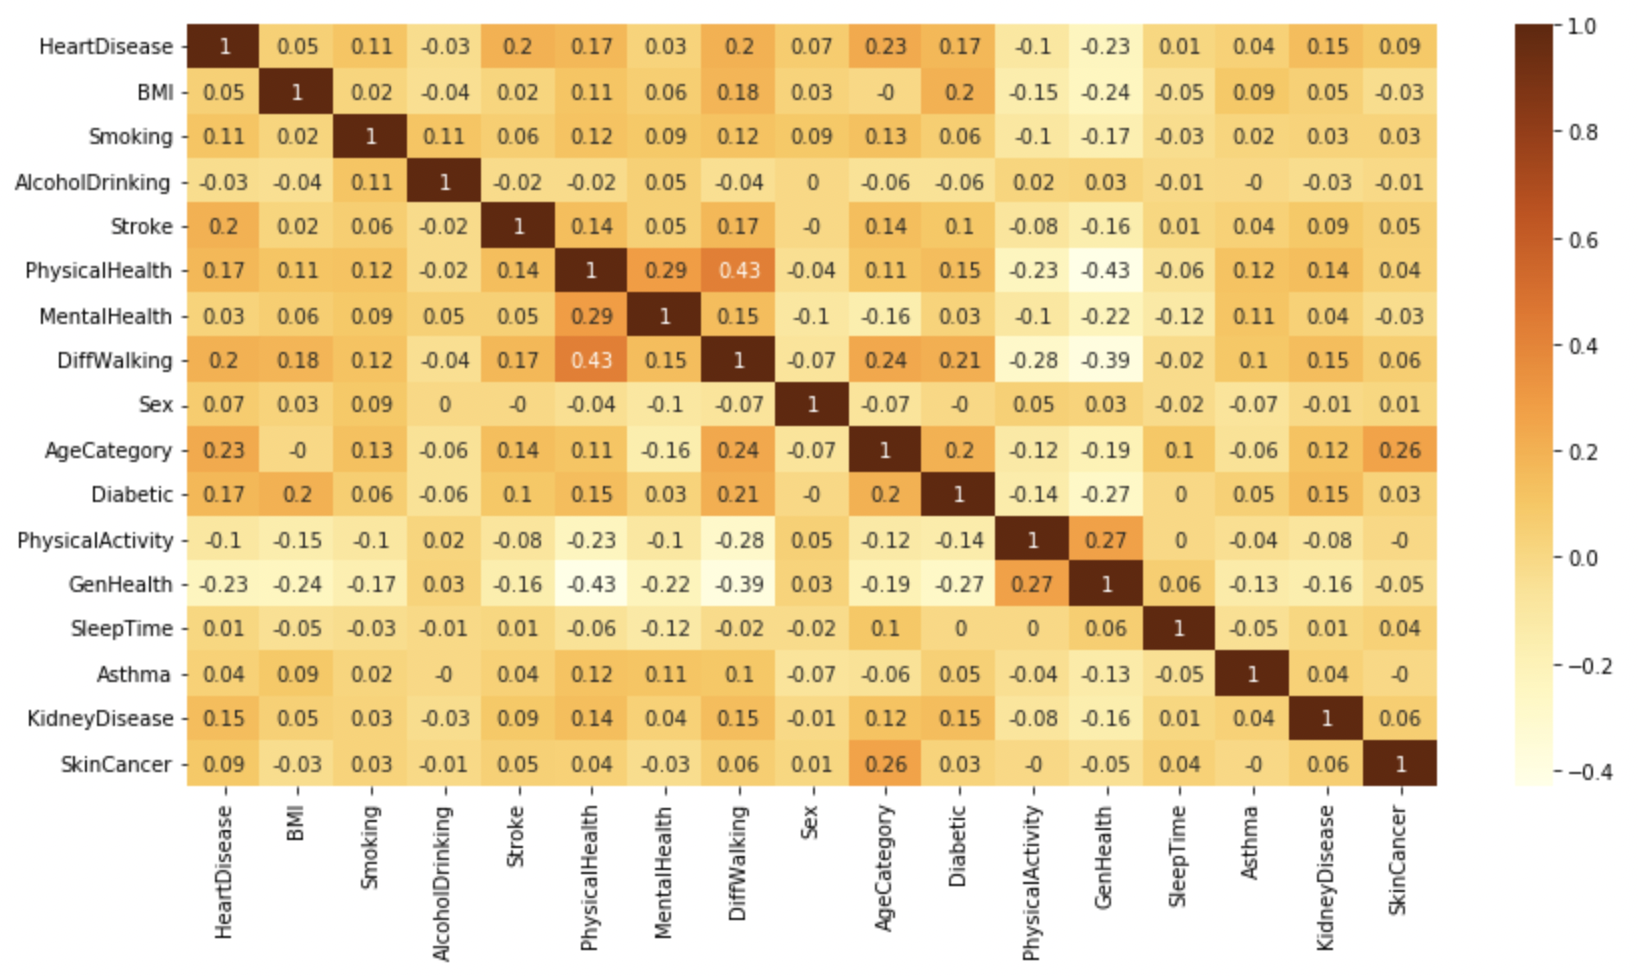 HeartDisease 1 0.05 0.11 -0.03 0.2 0.17 0.03 0.2 0.07 0.23 0.17 -0.1 -0.23 0.01 0.04 0.15 0.09
BMI 0.05 1 0.02 -0.04 0.02 0.11 0.06 0.18 0.03 -0 0.2 -0.15 -0.24 -0.05 0.09 0.05 -0.03
Smoking 0.11 0.02 1 0.11 0.06 0.12 0.09 0.12 0.09 0.13 0.06 -0.1 -0.17 -0.03 0.02 0.03 0.03
AlcoholDrinking -0.03 -0.04 0.11 1 -0.02 -0.02 0.05 -0.04 0 -0.06 -0.06 0.02 0.03 -0.01 -0 -0.03 -0.01
Stroke 0.2 0.02 0.06 -0.02 1 0.14 0.05 0.17 -0 0.14 0.1 -0.08 -0.16 0.01 0.04 0.09 0.05
PhysicalHealth 0.17 0.11 0.12 -0.02 0.14 1 0.29 0.43 -0.04 0.11 0.15 -0.23 -0.43 -0.06 0.12 0.14 0.04
MentalHealth 0.03 0.06 0.09 0.05 0.05 0.29 1 0.15 -0.1 -0.16 0.03 -0.1 -0.22 -0.12 0.11 0.04 -0.03
DiffWalking 0.2 0.18 0.12 -0.04 0.17 0.43 0.15 1 -0.07 0.24 0.21 -0.28 -0.39 -0.02 0.1 0.15 0.06
Sex 0.07 0.03 0.09 0 -0 -0.04 -0.1 -0.07 1 -0.07 -0 0.05 0.03 -0.02 -0.07 -0.01 0.01
AgeCategory 0.23 -0 0.13 -0.06 0.14 0.11 -0.16 0.24 -0.07 1 0.2 -0.12 -0.19 0.1 -0.06 0.12 0.26
Diabetic 0.17 0.2 0.06 -0.06 0.1 0.15 0.03 0.21 -0 0.2 1 -0.14 -0.27 0 0.05 0.15 0.03
PhysicalActivity -0.1 -0.15 -0.1 0.02 -0.08 -0.23 -0.1 -0.28 0.05 -0.12 -0.14 1 0.27 0 -0.04 -0.08 -0
GenHealth -0.23 -0.24 -0.17 0.03 -0.16 -0.43 -0.22 -0.39 0.03 -0.19 -0.27 0.27 1 0.06 -0.13 -0.16 -0.05
SleepTime 0.01 -0.05 -0.03 -0.01 0.01 -0.06 -0.12 -0.02 -0.02 0.1 0 0 0.06 1 -0.05 0.01 0.04
Asthma 0.04 0.09 0.02 -0 0.04 0.12 0.11 0.1 -0.07 -0.06 0.05 -0.04 -0.13 -0.05 1 0.04 -0
KidneyDisease 0.15 0.05 0.03 -0.03 0.09 0.14 0.04 0.15 -0.01 0.12 0.15 -0.08 -0.16 0.01 0.04 1 0.06
SkinCancer 0.09 -0.03 0.03 -0.01 0.05 0.04 -0.03 0.06 0.01 0.26 0.03 -0 -0.05 0.04 -0 0.06 1
HeartDisease
BMI
Smoking
AlcoholDrinking
Stroke
PhysicalHealth
MentalHealth
DiffWalking
Sex
AgeCategory
Diabetic
PhysicalActivity
GenHealth
SleepTime
Asthma
KidneyDisease
SkinCancer
1.0
0.8
0.6
0.4
0.2
0.0
−0.2
−0.4